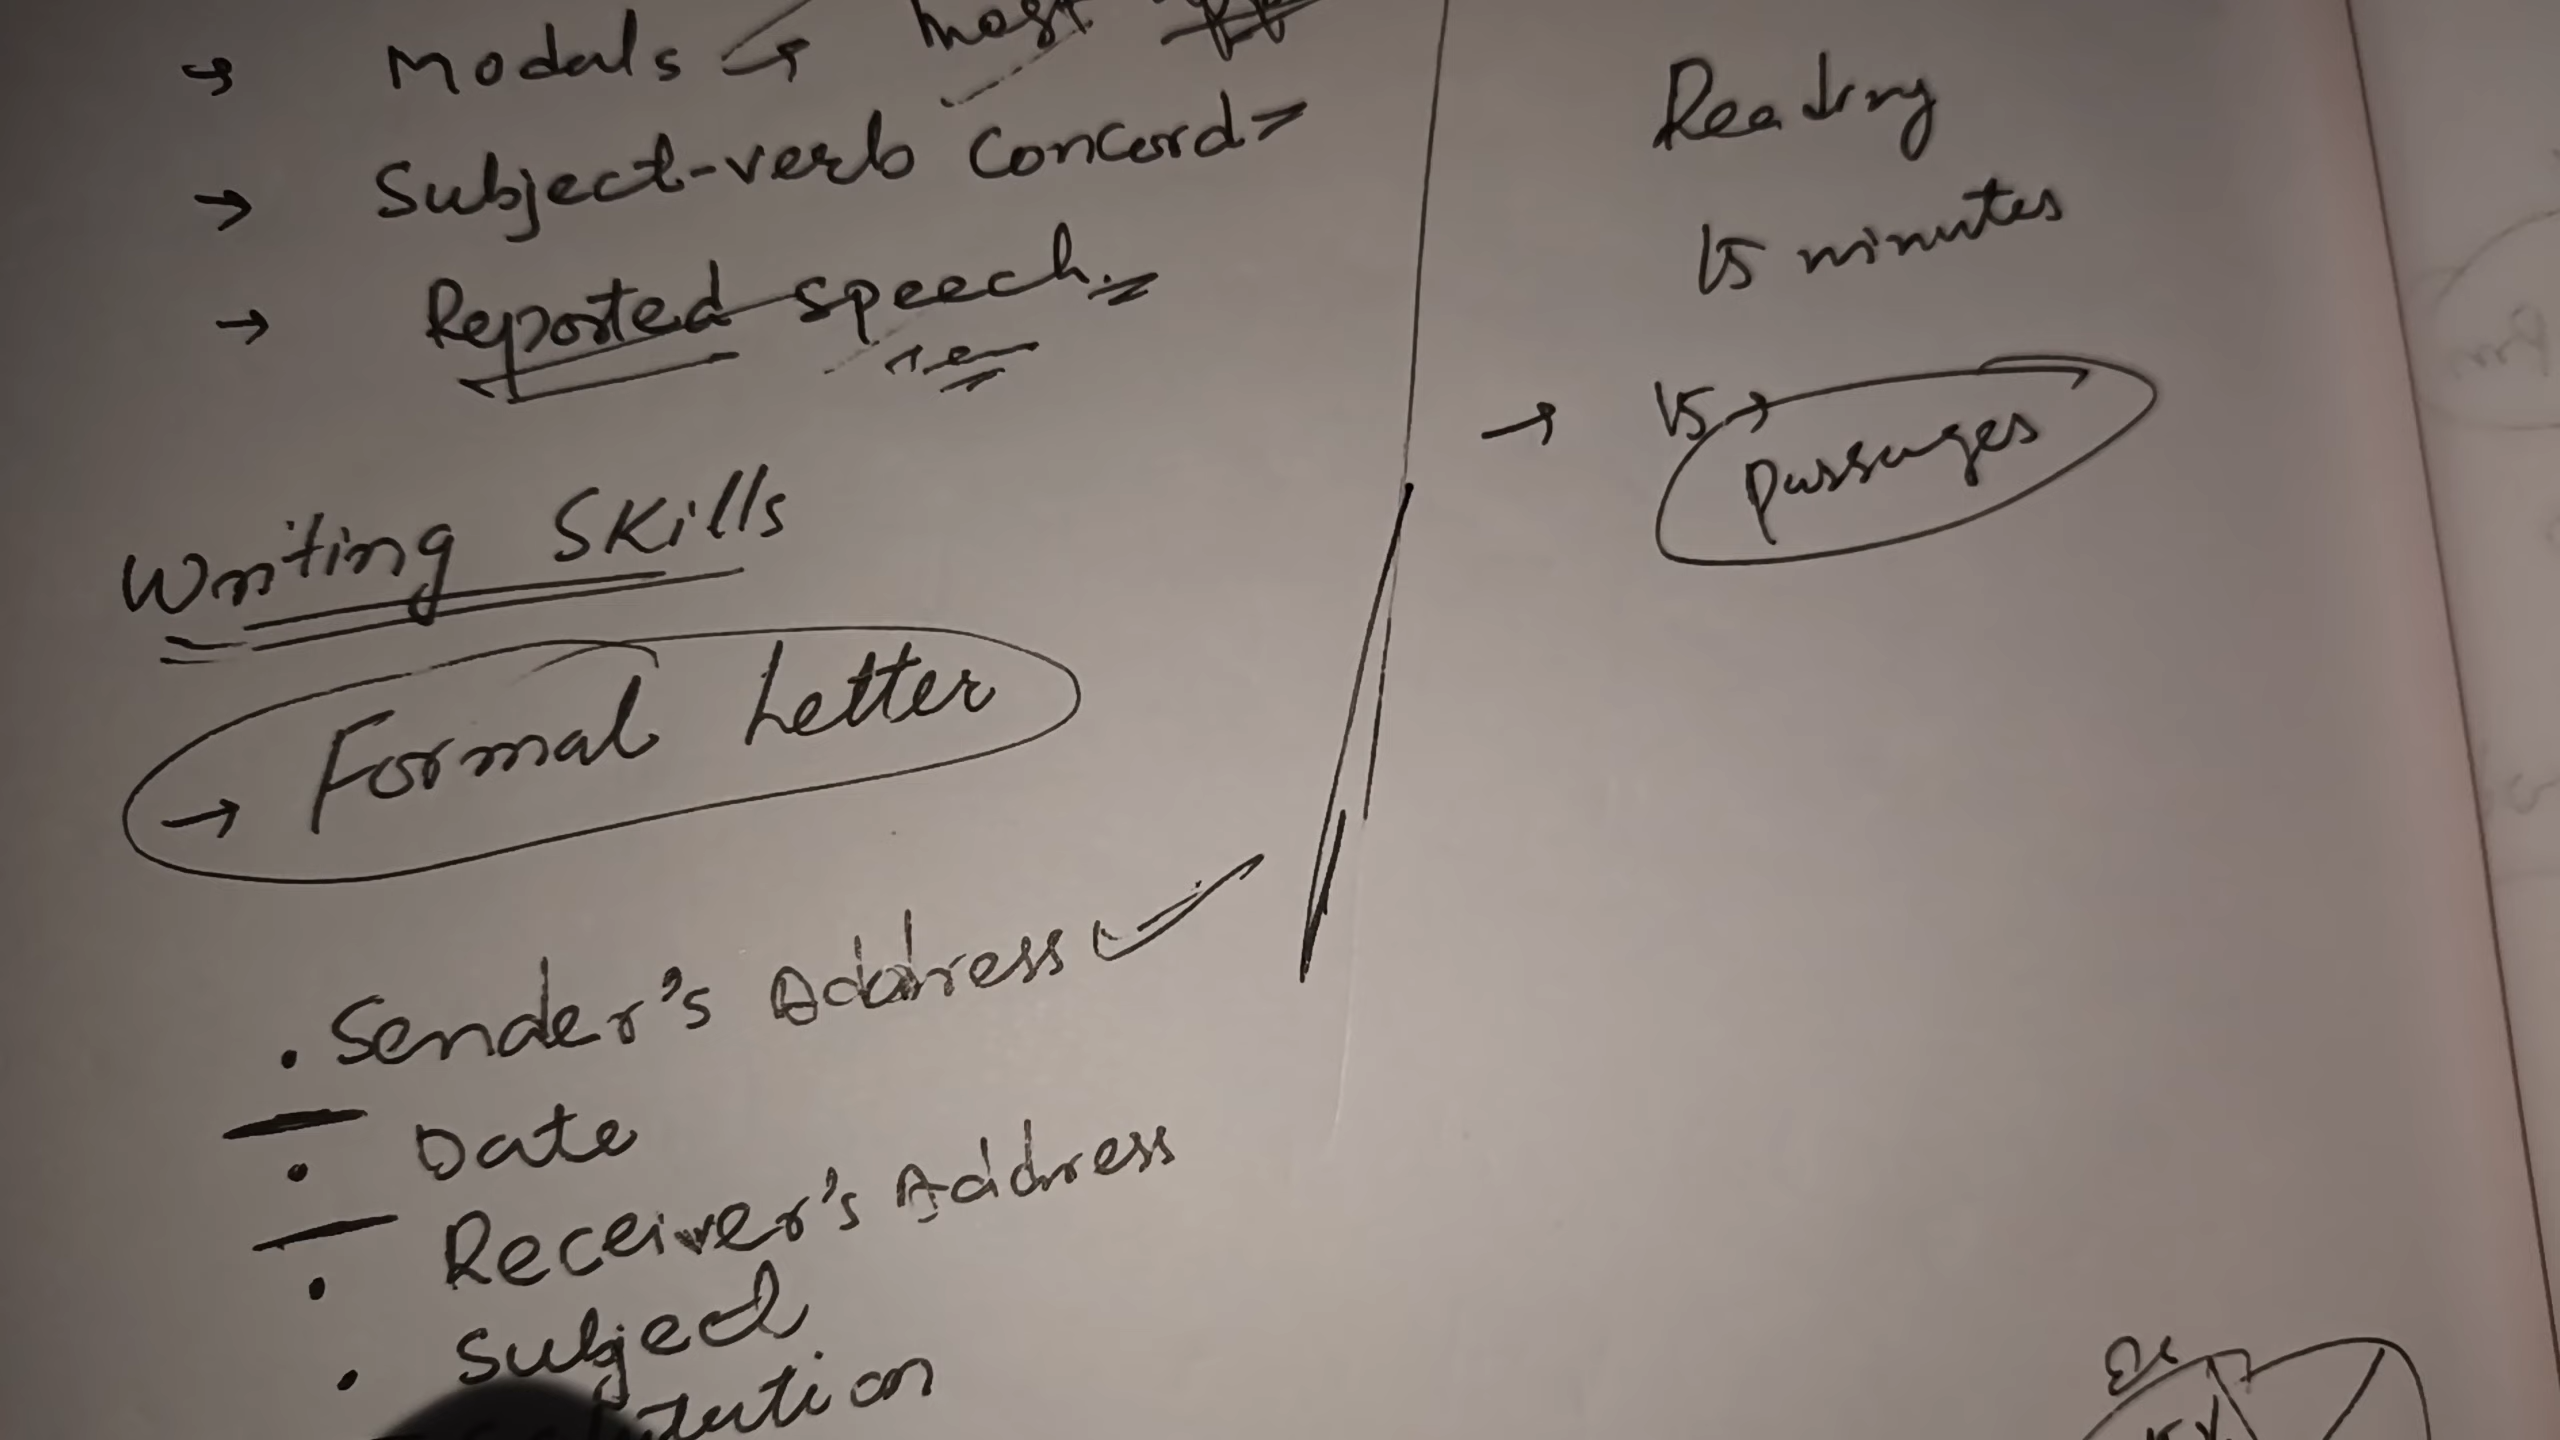 → Modals → most
→ Subject-verb Concord
→ Reported speech.
Writing Skills
→ Formal Letter
. Sender's Address ✓
. Date
. Receiver's Address
. Subject
Reading
15 minutes
→ 15 →
passages